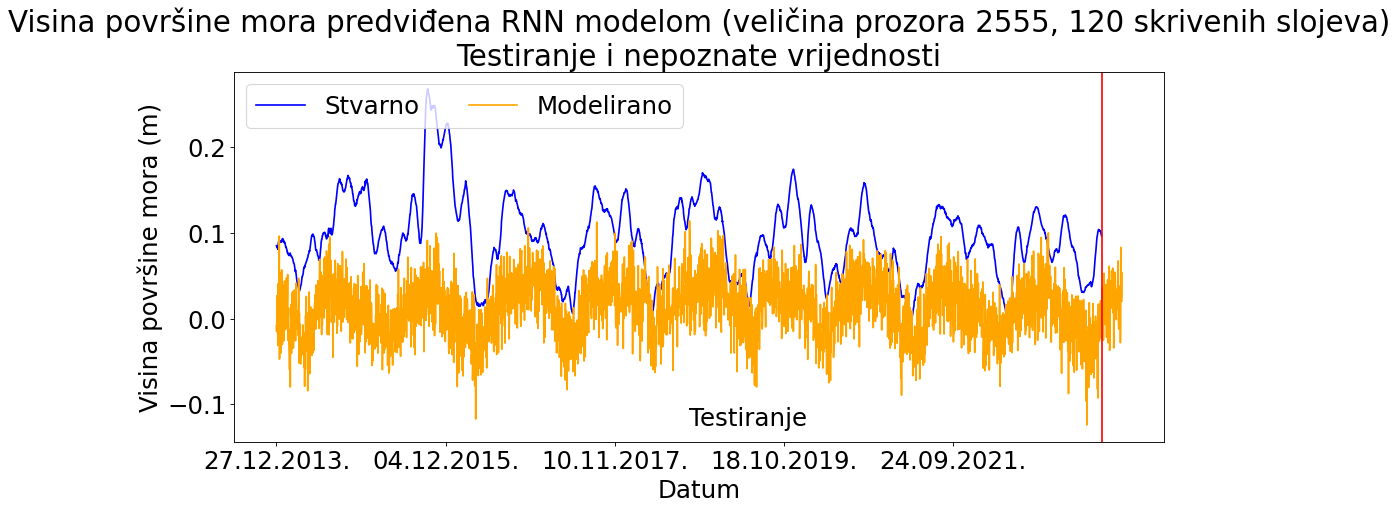 Visina površine mora predviđena RNN modelom (veličina prozora 2555, 120 skrivenih slojeva)
Testiranje i nepoznate vrijednosti
Stvarno Modelirano
Visina površine mora (m)
0.2
0.1
0.0
−0.1
Testiranje
27.12.2013. 04.12.2015. 10.11.2017. 18.10.2019. 24.09.2021.
Datum